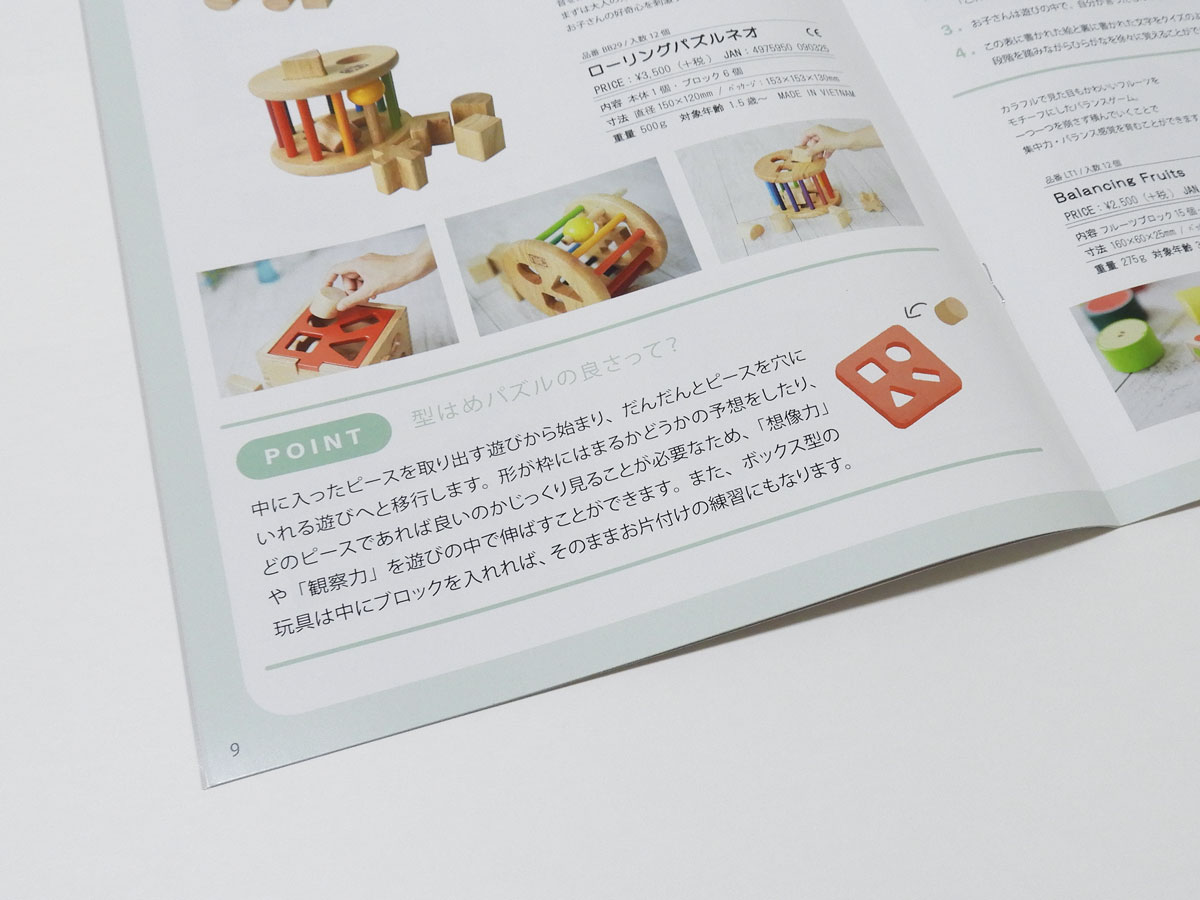 まずは大人の
お子さんの好奇心を刺激
品番 BB29 / 入数 12 個
ローリングパズルネオ
PRICE : ¥3,500 (+税) JAN : 4975950 090325
内容 本体 1 個・ブロック 6 個
寸法 直径 150×120mm / パッケージ : 153×153×130mm
重量 500g 対象年齢 1.5 歳〜 MADE IN VIETNAM
型はめパズルの良さって?
POINT
中に入ったピースを取り出す遊びから始まり、だんだんとピースを穴に
いれる遊びへと移行します。形が枠にはまるかどうかの予想をしたり、
どのピースであれば良いのかじっくり見ることが必要なため、「想像力」
や「観察力」を遊びの中で伸ばすことができます。また、ボックス型の
玩具は中にブロックを入れれば、そのままお片付けの練習にもなります。
9
3. お子さんは遊びの中で、自分が
4. この表に書かれた絵と裏に書かれた文字をクイズの
段階を踏みながらひらがなを徐々に覚えることがで
カラフルで見た目もかわいいフルーツを
モチーフにしたバランスゲーム。
一つ一つを崩さず積んでいくことで
集中力・バランス感覚を育むことができます
品番 LT1 / 入数 12 個
Balancing Fruits
PRICE : ¥2,500 (+税) JAN
内容 フルーツブロック 15 個
寸法 160×60×25mm /
重量 275g 対象年齢